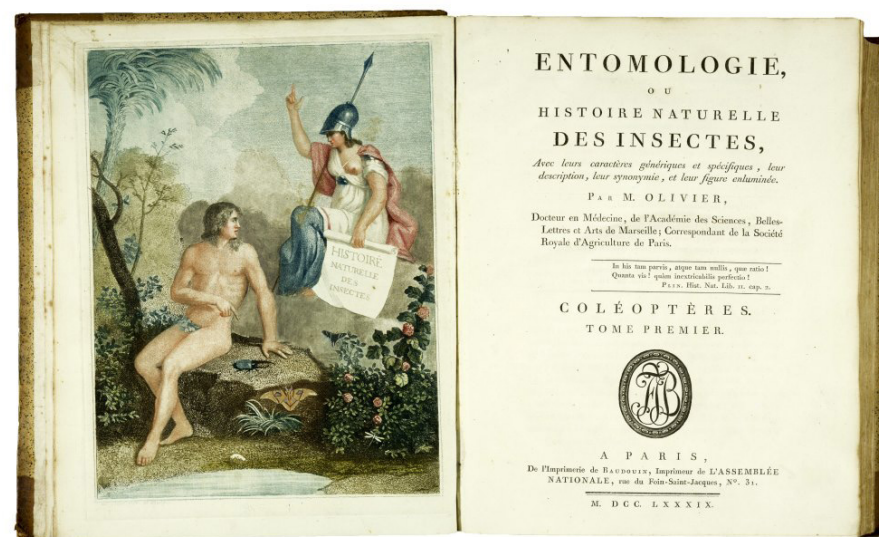 HISTOIRE
NATURELLE
DES
INSECTES
ENTOMOLOGIE,
OU
HISTOIRE NATURELLE
DES INSECTES,
Avec leurs caractères génériques et spécifiques, leur
description, leur synonymie, et leur figure enluminée.
PAR M. OLIVIER,
Docteur en Médecine, de l'Académie des Sciences, Belles-
Lettres et Arts de Marseille; Correspondant de la Société
Royale d'Agriculture de Paris.
In his tam parvis, atque tam nullis, quæ ratio!
Quanta vis! quàm inextricabilis perfectio!
PLIN. Hist. Nat. Lib. II. cap. 2.
COLÉOPTÈRES.
TOME PREMIER.
A PARIS,
De l'Imprimerie de BAUDOUIN, Imprimeur de L'ASSEMBLÉE
NATIONALE, rue du Foin-Saint-Jacques, N°. 31.
M. DCC. LXXXIX.